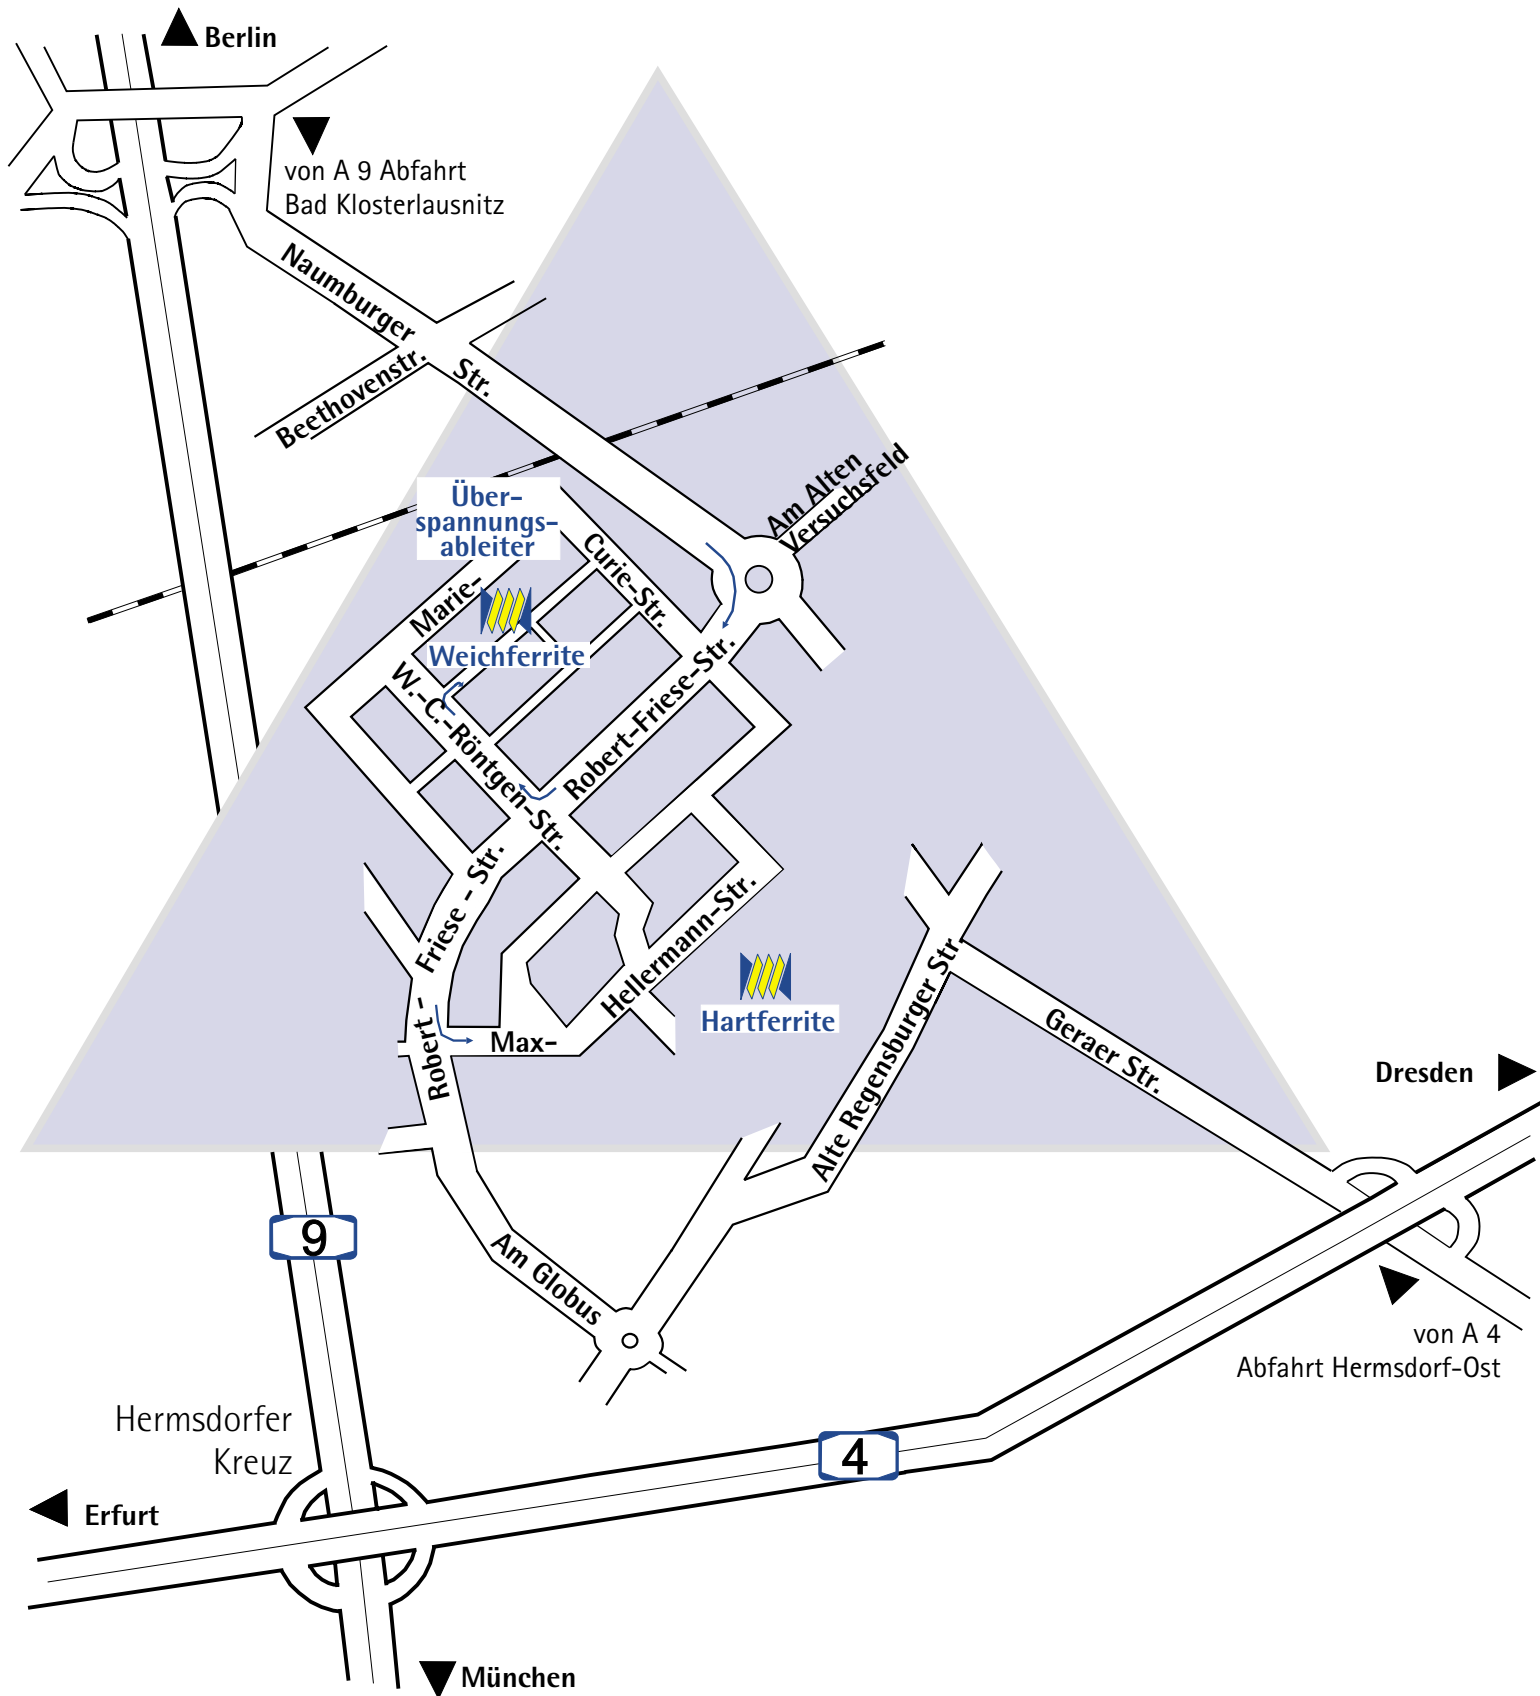 Berlin
von A 9 Abfahrt
Bad Klosterlausnitz
Naumburger
Str.
Beethovenstr.
Am Alten
Versuchsfeld
Über-
spannungs-
ableiter
Curie-Str.
Marie-
Weichferrite
W.-C.-Röntgen-Str.
Robert-Friese-Str.
Robert - Friese - Str.
Hellermann-Str.
Max-
Hartferrite
Alte Regensburger Str.
Geraer Str.
Dresden
9
Am Globus
von A 4
Abfahrt Hermsdorf-Ost
Hermsdorfer
Kreuz
4
Erfurt
München